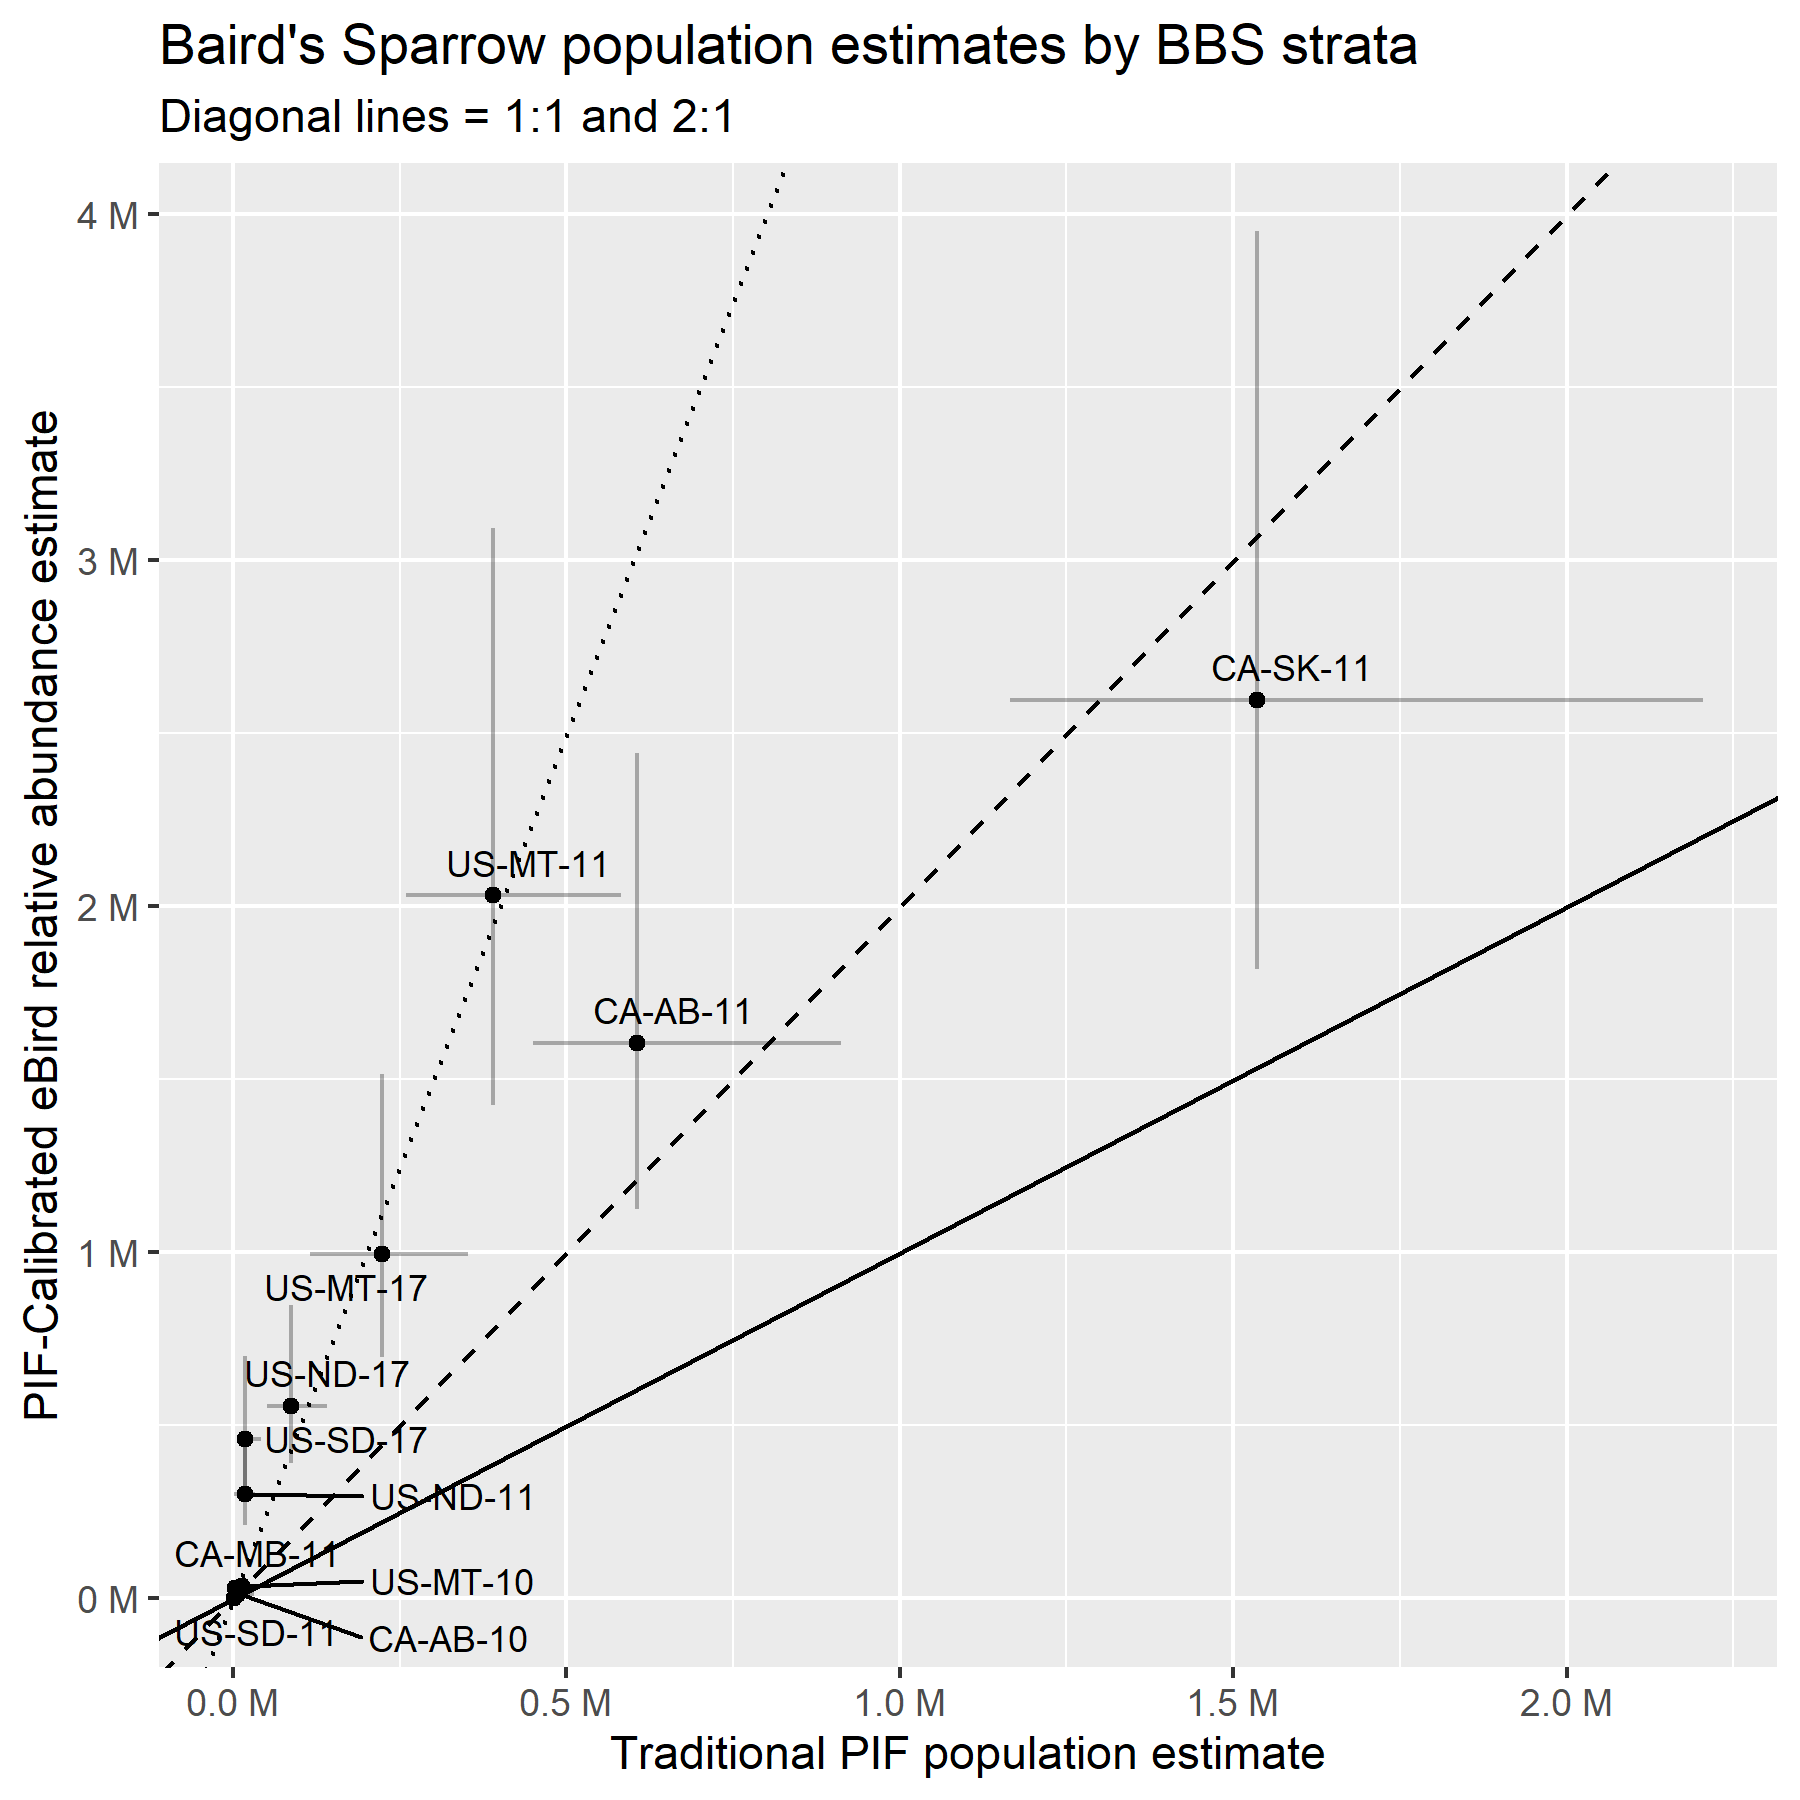 Baird's Sparrow population estimates by BBS strata
Diagonal lines = 1:1 and 2:1
PIF-Calibrated eBird relative abundance estimate
4 M
3 M
2 M
1 M
0 M
CA-SK-11
US-MT-11
CA-AB-11
US-MT-17
US-ND-17
US-SD-17
US-ND-11
CA-MB-11
US-MT-10
US-SD-11
CA-AB-10
0.0 M
0.5 M
1.0 M
1.5 M
2.0 M
Traditional PIF population estimate